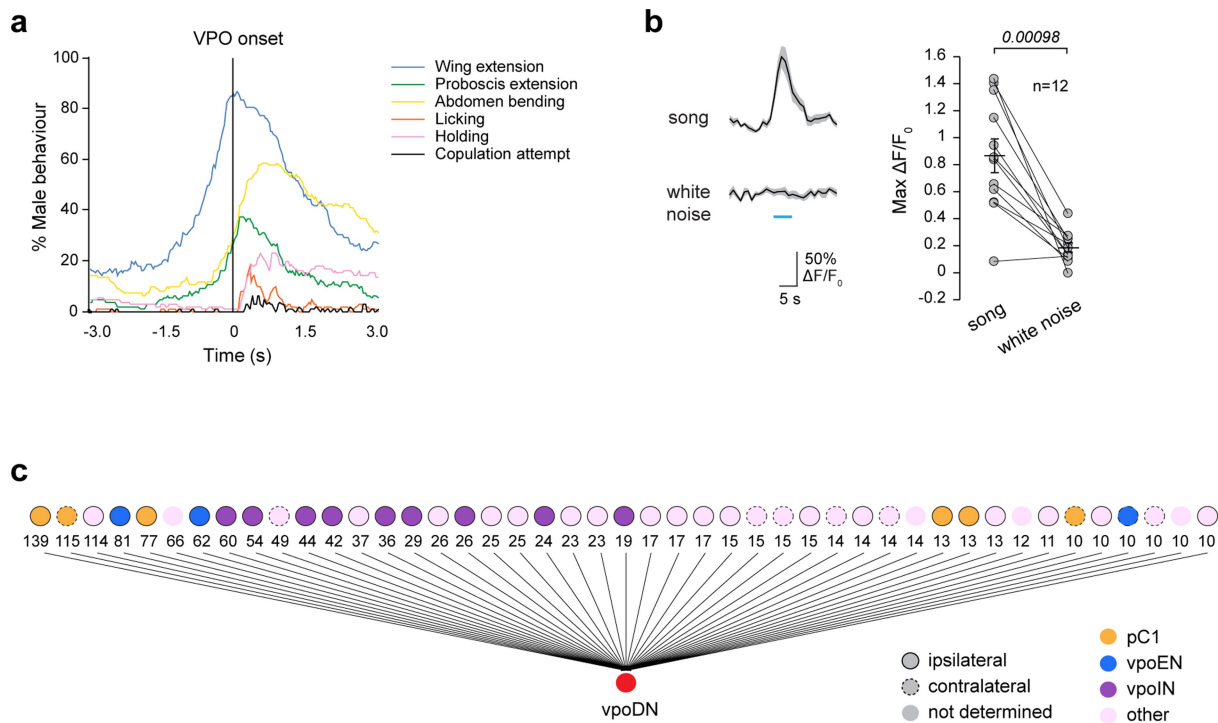 a
VPO onset
100
80
60
40
20
0
% Male behaviour
-3.0 -1.5 0 1.5 3.0
Time (s)
Wing extension
Proboscis extension
Abdomen bending
Licking
Holding
Copulation attempt
b
song
white
noise
50%
ΔF/F0
5 s
0.00098
n=12
1.6
1.4
1.2
1
0.8
0.6
0.4
0.2
0
-0.2
Max ΔF/F0
song
white noise
c
139 115 114 81 77 66 62 60 54 49 44 42 37 36 29 26 26 25 25 24 23 23 19 17 17 17 15 15 15 15 14 14 14 14 13 13 13 12 11 10 10 10 10 10 10
vpoDN
ipsilateral
contralateral
not determined
pC1
vpoEN
vpoIN
other